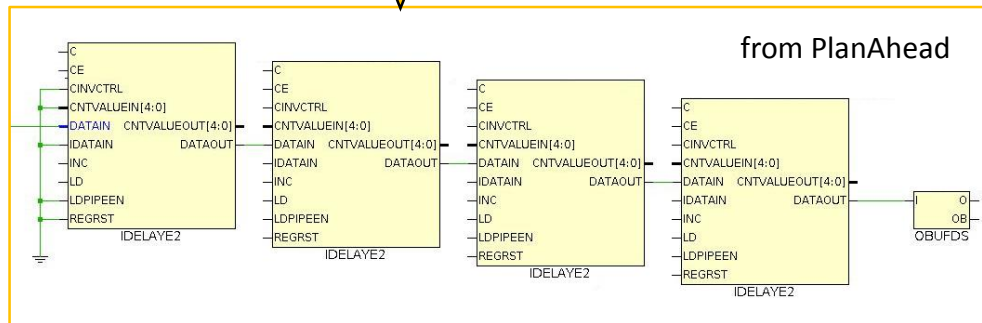 from PlanAhead
C
CE
CINVCTRL
CNTVALUEIN[4:0]
DATAIN CNTVALUEOUT[4:0]
IDATAIN DATAOUT
INC
LD
LDPIPEEN
REGRST
IDELAYE2
C
CE
CINVCTRL
CNTVALUEIN[4:0]
DATAIN CNTVALUEOUT[4:0]
IDATAIN DATAOUT
INC
LD
LDPIPEEN
REGRST
IDELAYE2
C
CE
CINVCTRL
CNTVALUEIN[4:0]
DATAIN CNTVALUEOUT[4:0]
IDATAIN DATAOUT
INC
LD
LDPIPEEN
REGRST
IDELAYE2
C
CE
CINVCTRL
CNTVALUEIN[4:0]
DATAIN CNTVALUEOUT[4:0]
IDATAIN DATAOUT
INC
LD
LDPIPEEN
REGRST
IDELAYE2
I O
OB
OBUFDS